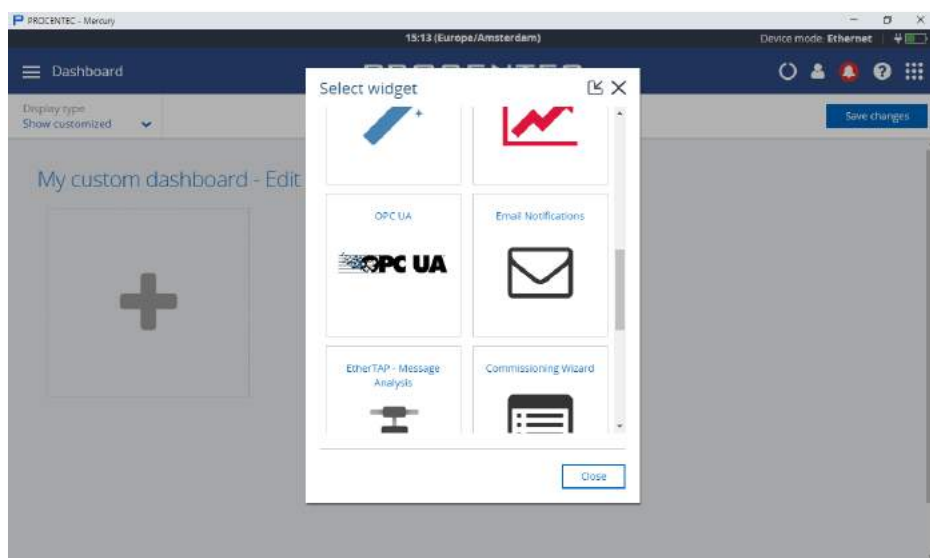 PROCENTEC - Mercury
15:13 (Europe/Amsterdam)
Device mode: Ethernet
Dashboard
Display type
Show customized
Save changes
My custom dashboard - Edit
Select widget
OPC UA
Email Notifications
OPC UA
EtherTAP - Message
Analysis
Commissioning Wizard
Close